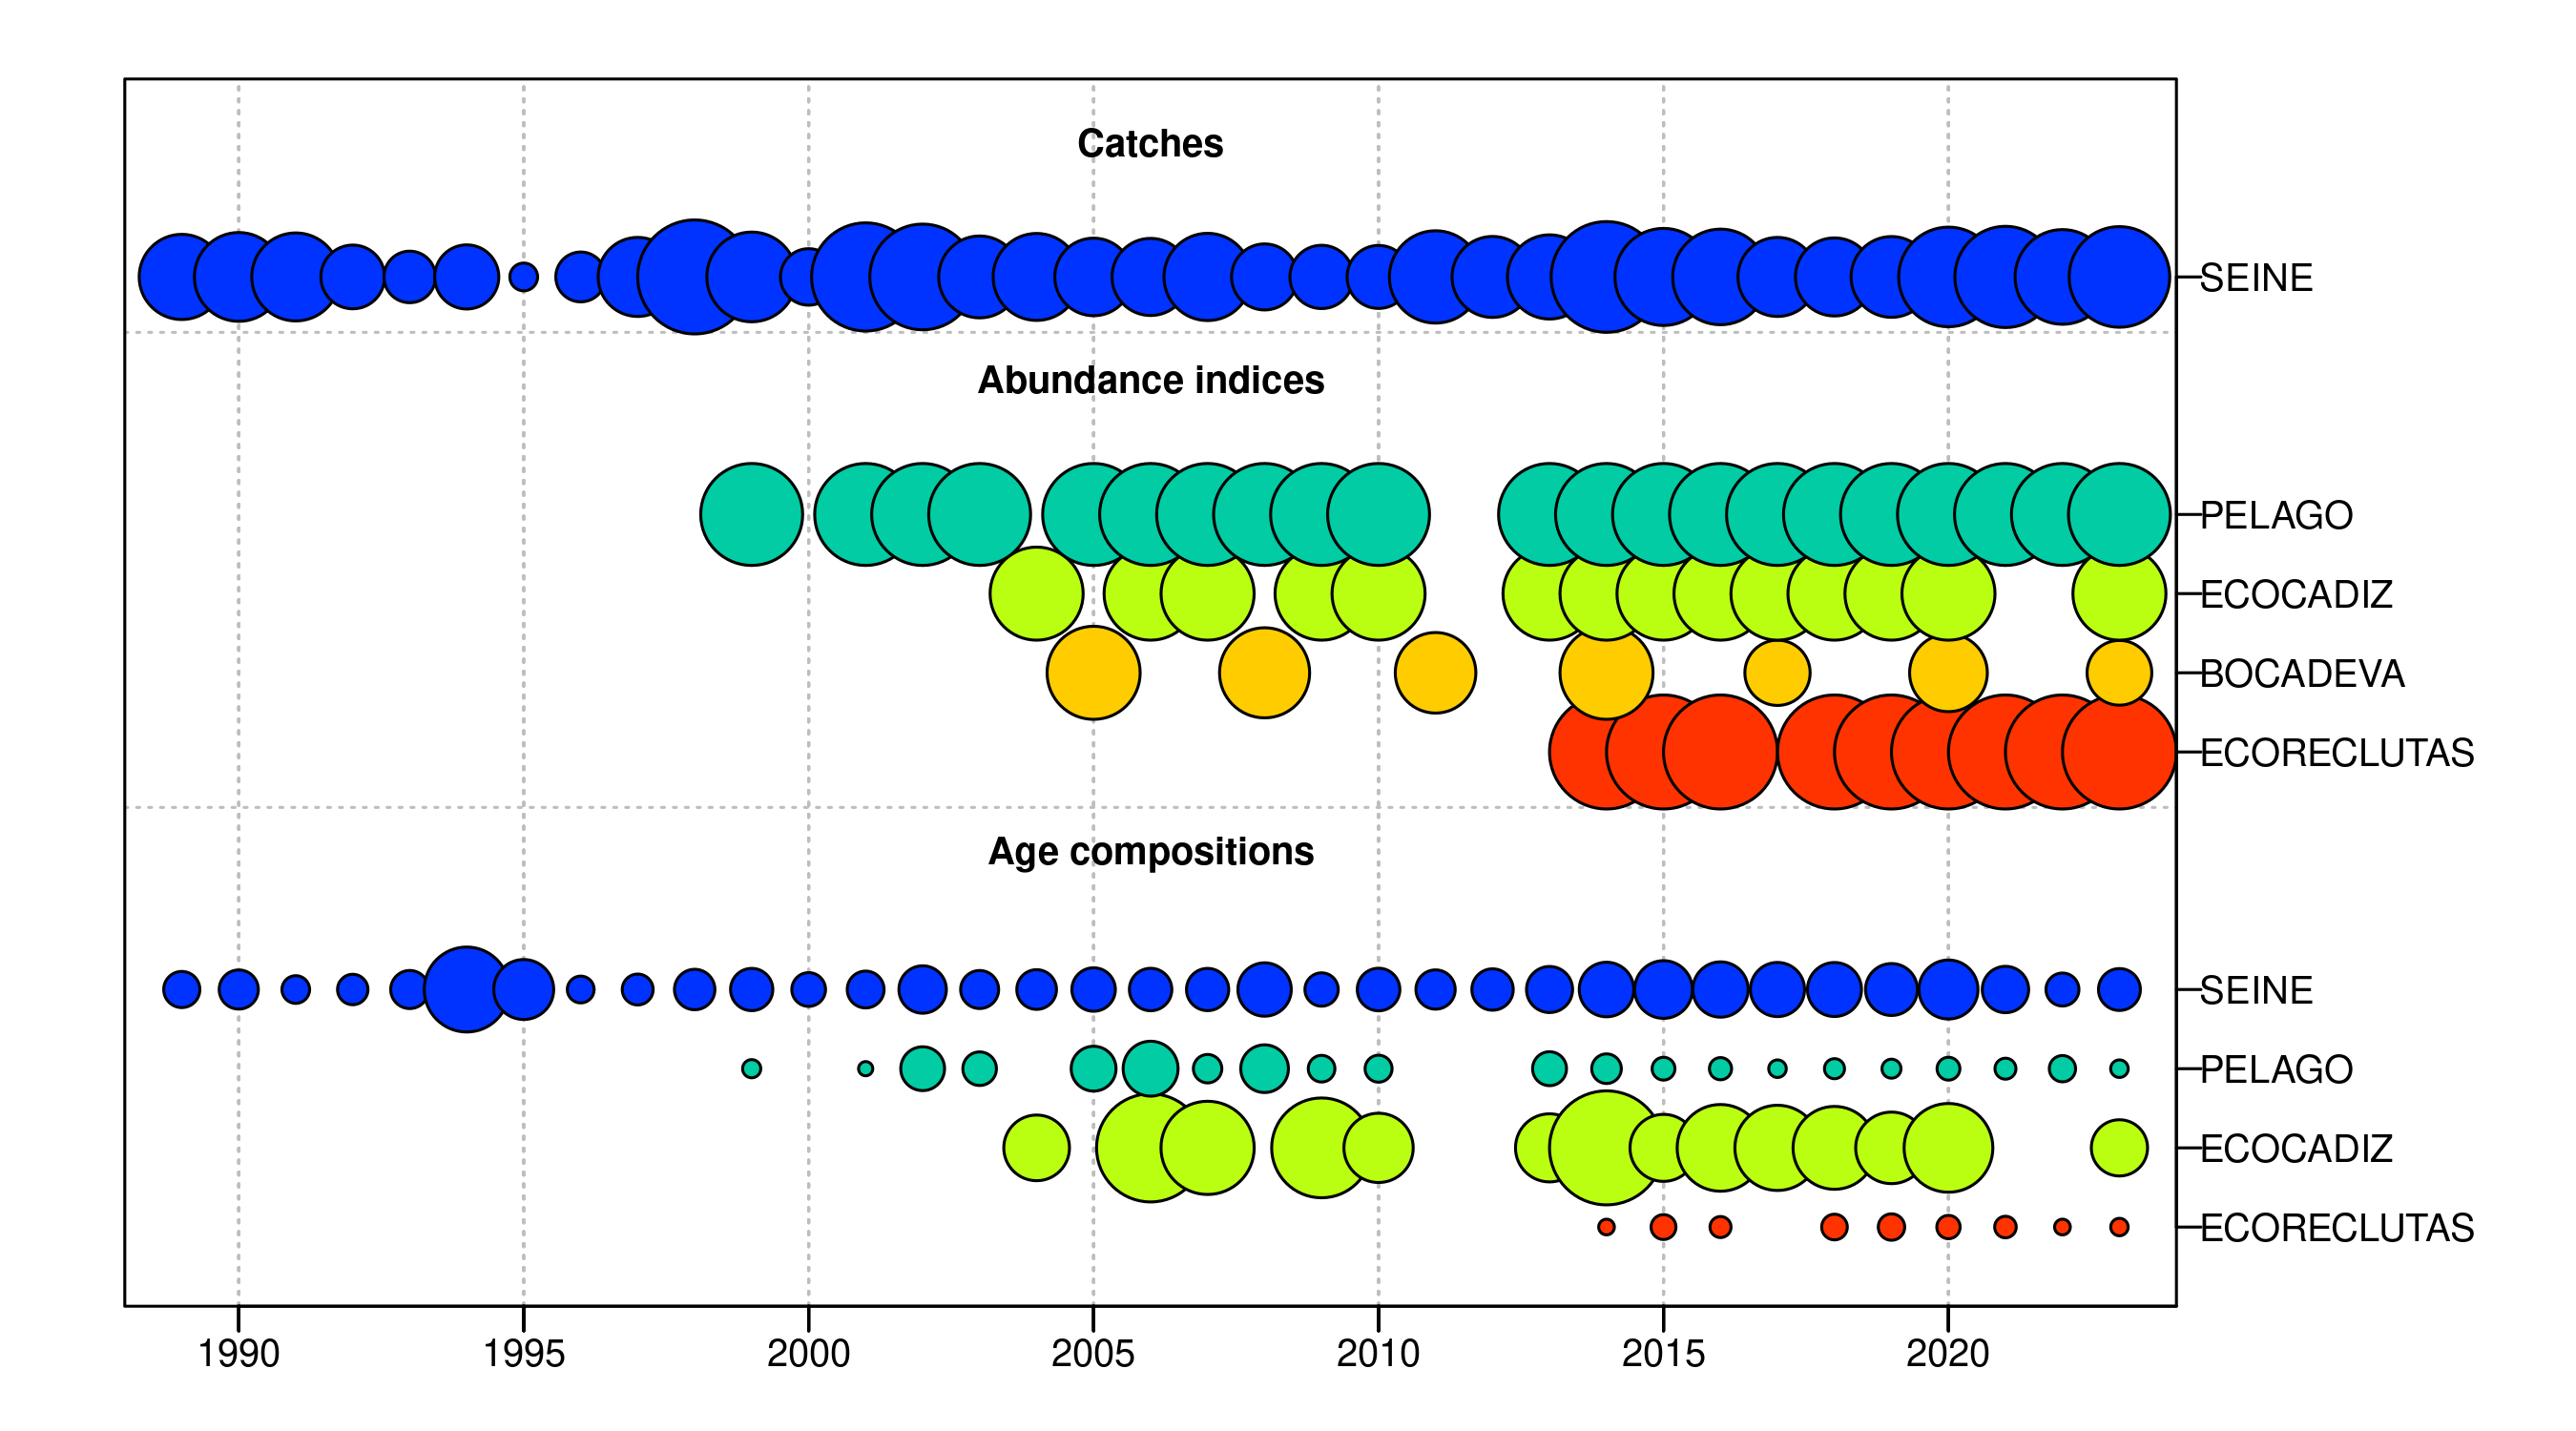 Catches
SEINE
Abundance indices
PELAGO
ECOCADIZ
BOCADEVA
ECORECLUTAS
Age compositions
SEINE
PELAGO
ECOCADIZ
ECORECLUTAS
1990 1995 2000 2005 2010 2015 2020